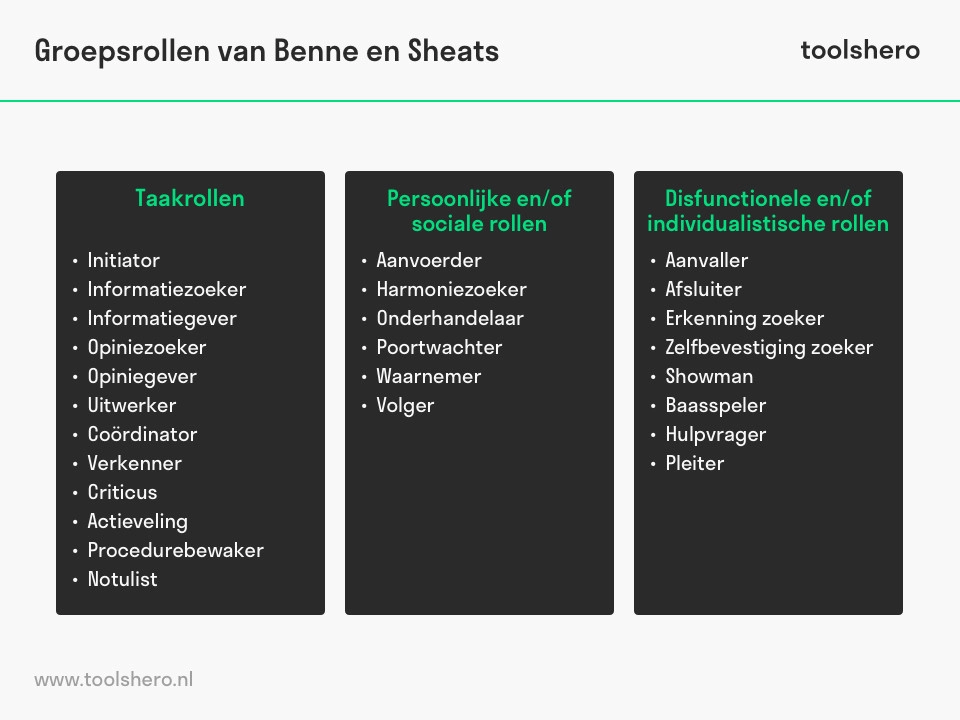 Groepsrollen van Benne en Sheats
toolshero
Taakrollen
• Initiator
• Informatiezoeker
• Informatiegever
• Opiniezoeker
• Opiniegever
• Uitwerker
• Coördinator
• Verkenner
• Criticus
• Actieveling
• Procedurebewaker
• Notulist
Persoonlijke en/of
sociale rollen
• Aanvoerder
• Harmoniezoeker
• Onderhandelaar
• Poortwachter
• Waarnemer
• Volger
Disfunctionele en/of
individualistische rollen
• Aanvaller
• Afsluiter
• Erkenning zoeker
• Zelfbevestiging zoeker
• Showman
• Baasspeler
• Hulpvrager
• Pleiter
www.toolshero.nl